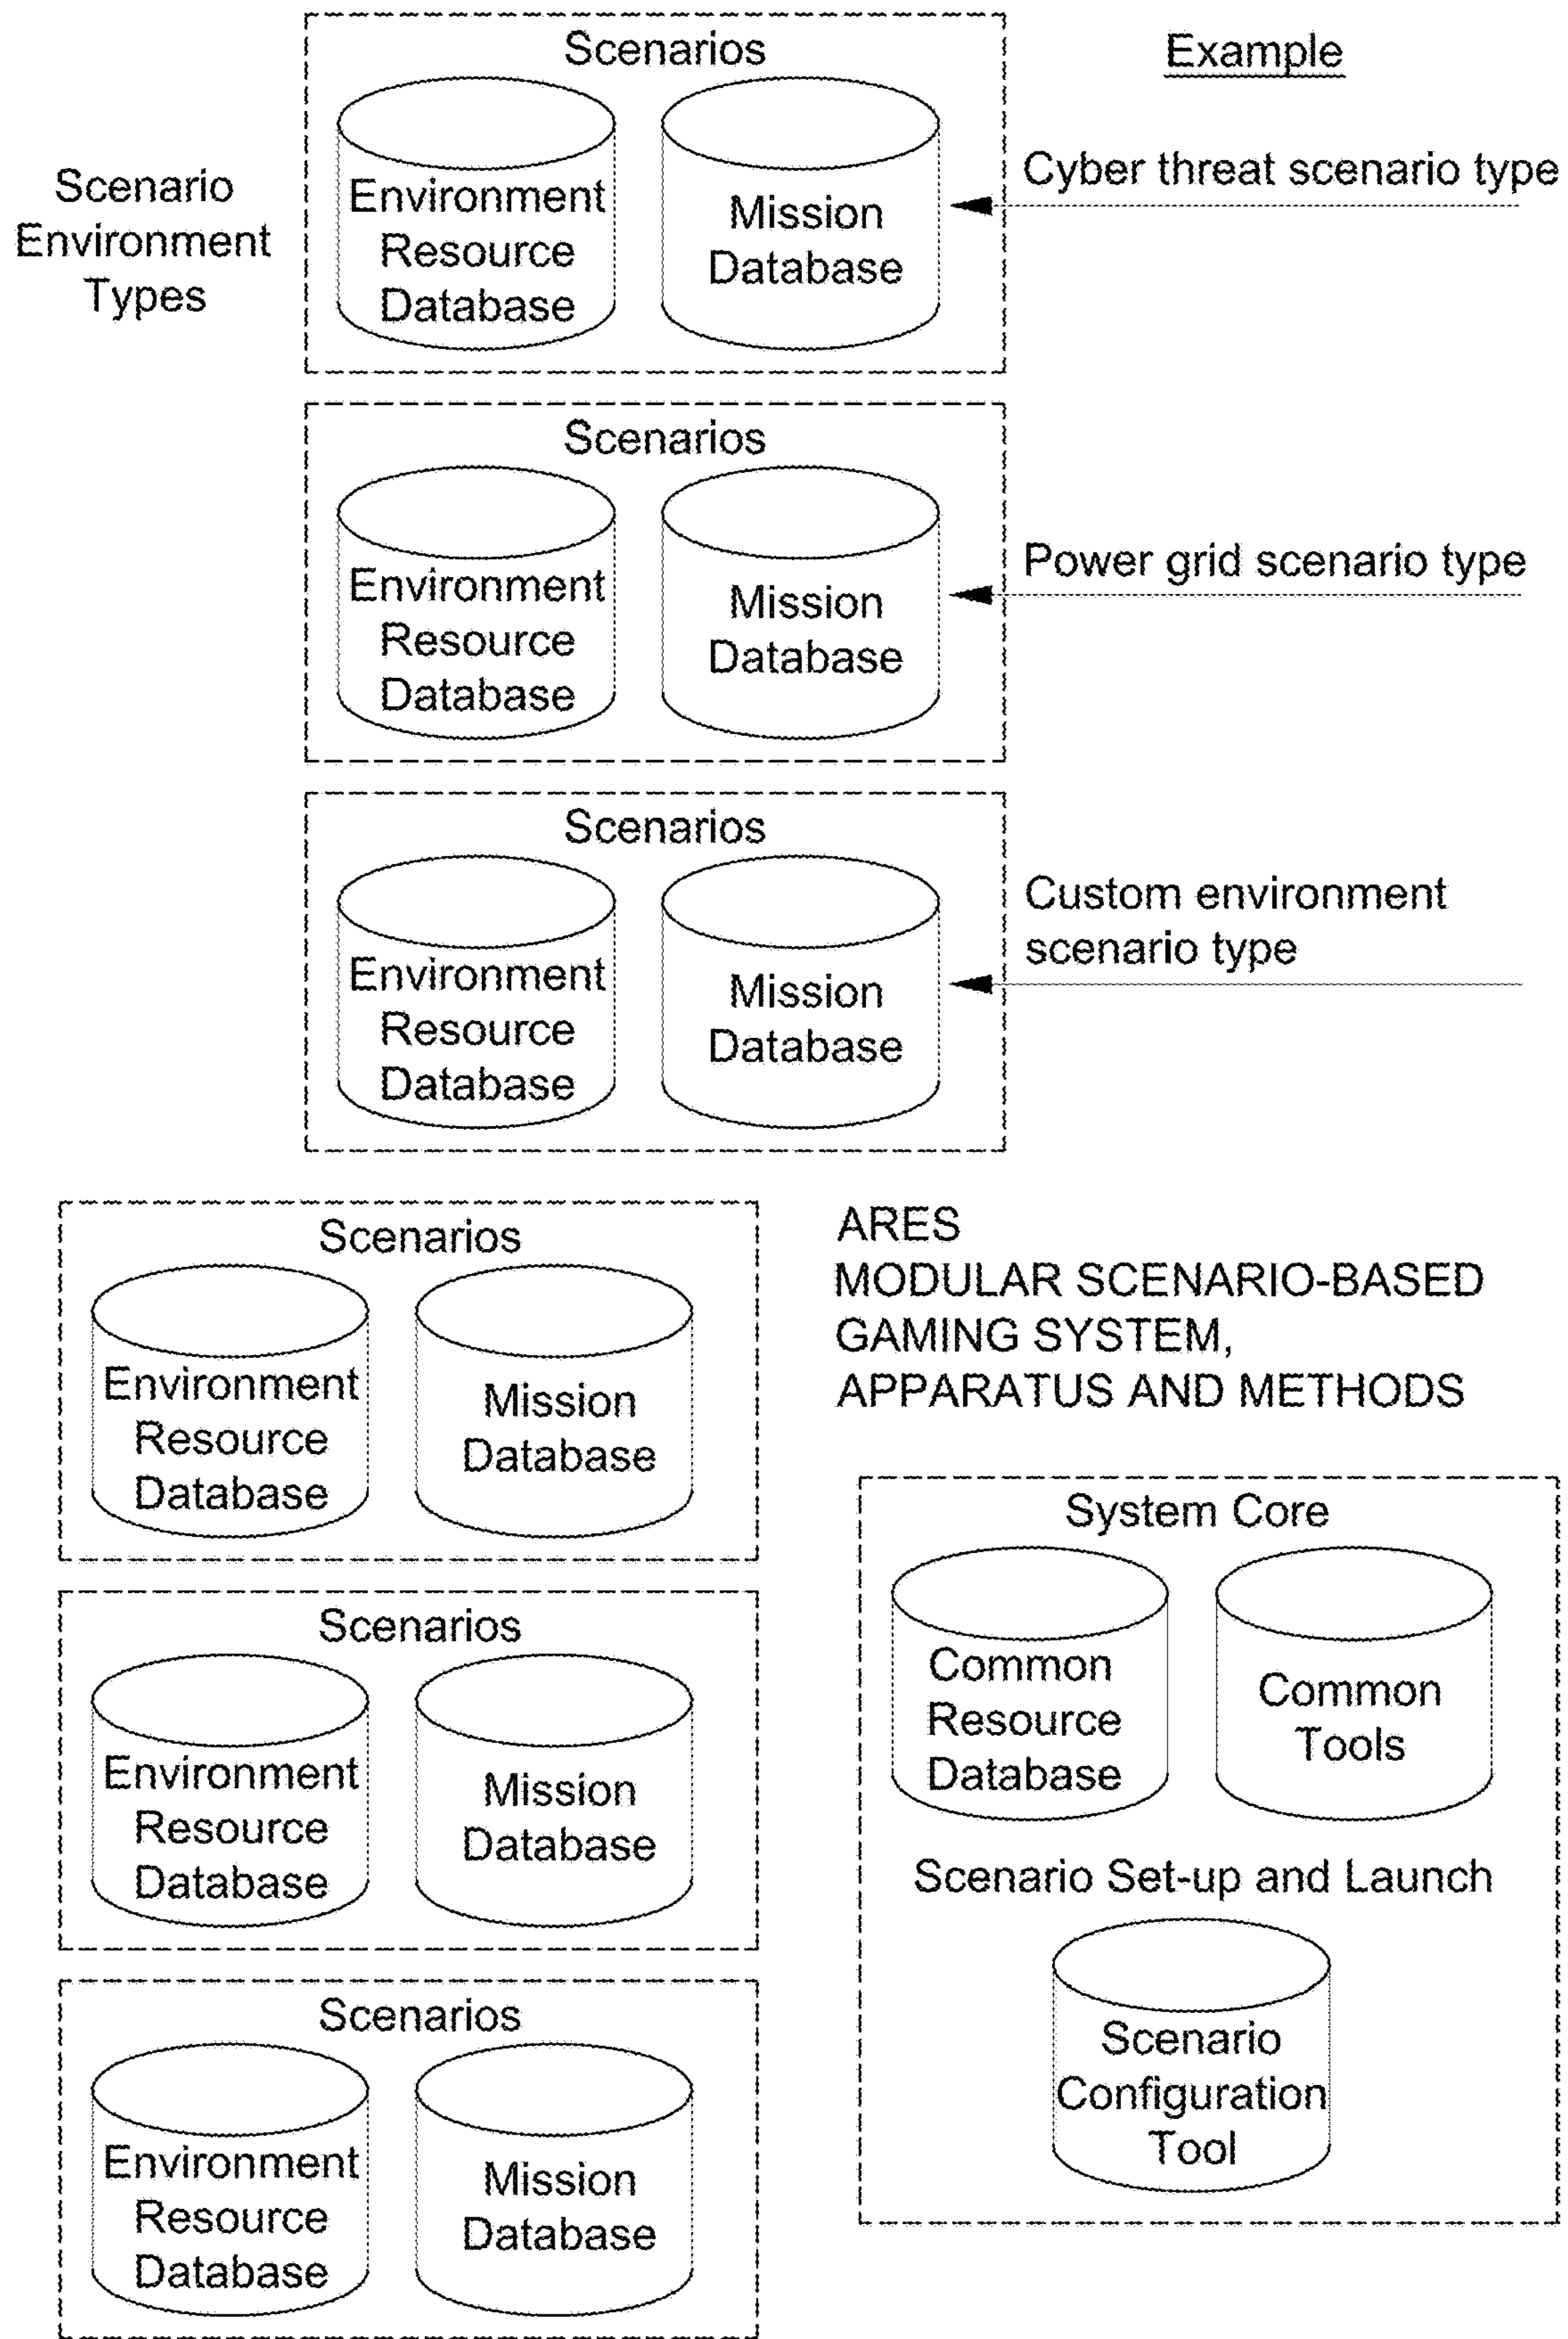 Scenarios
Example
Scenario
Environment
Types
Environment
Resource
Database
Mission
Database
Cyber threat scenario type
Scenarios
Environment
Resource
Database
Mission
Database
Power grid scenario type
Scenarios
Environment
Resource
Database
Mission
Database
Custom environment
scenario type
Scenarios
Environment
Resource
Database
Mission
Database
ARES
MODULAR SCENARIO-BASED
GAMING SYSTEM,
APPARATUS AND METHODS
Scenarios
Environment
Resource
Database
Mission
Database
Scenarios
Environment
Resource
Database
Mission
Database
System Core
Common
Resource
Database
Common
Tools
Scenario Set-up and Launch
Scenario
Configuration
Tool